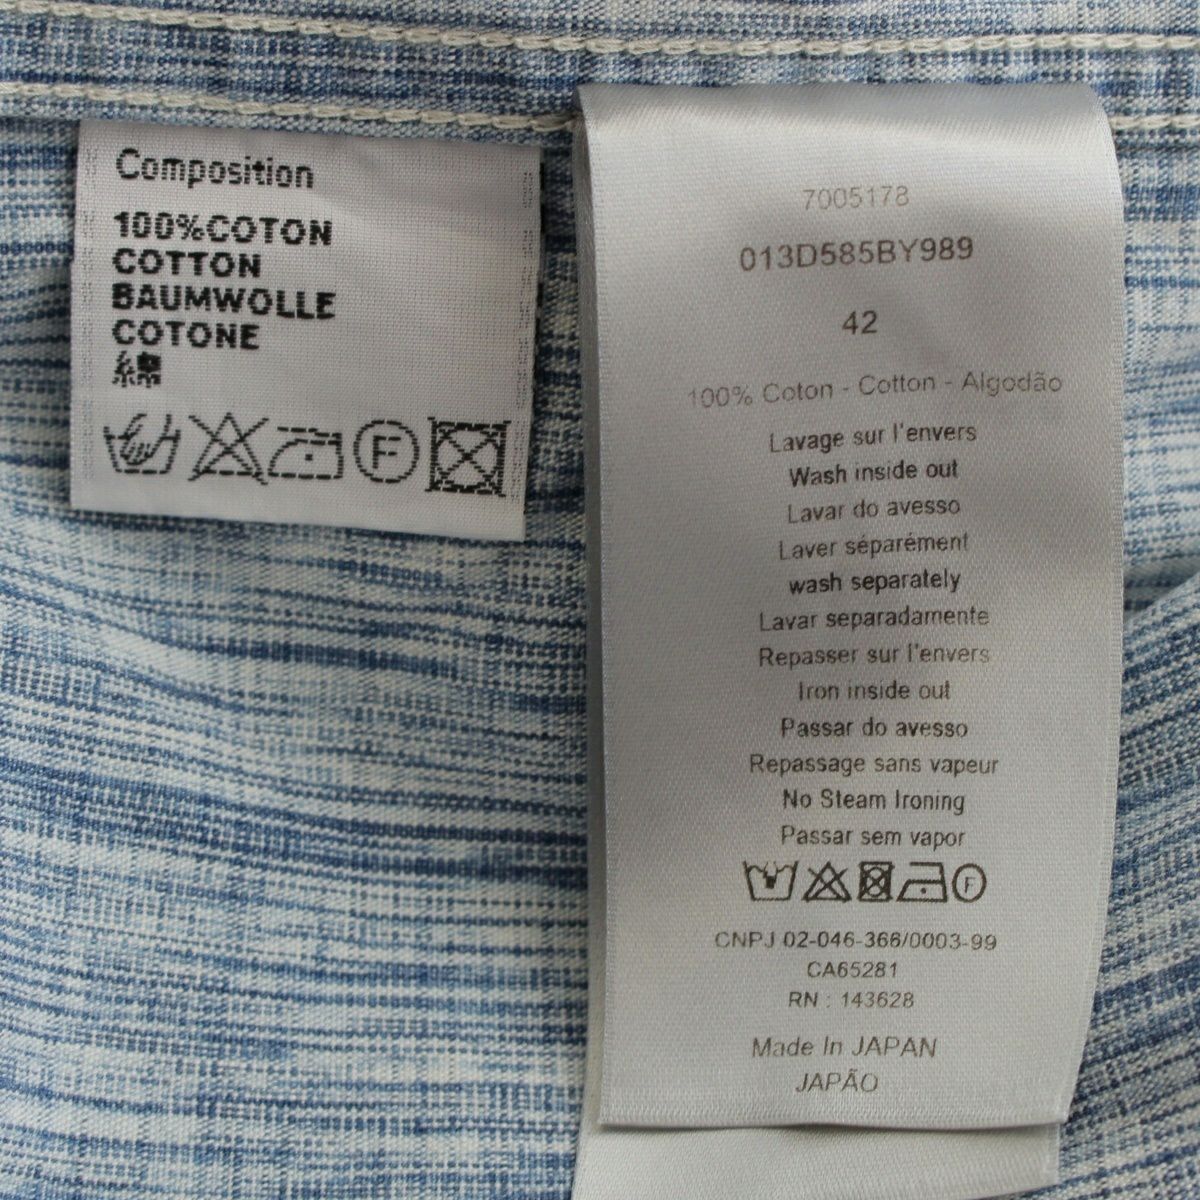 Composition
100%COTON
COTTON
BAUMWOLLE
COTONE
綿
F
7005178
013D585BY989
42
100% Coton - Cotton - Algodão
Lavage sur l'envers
Wash inside out
Lavar do avesso
Laver séparément
wash separately
Lavar separadamente
Repasser sur l'envers
Iron inside out
Passar do avesso
Repassage sans vapeur
No Steam Ironing
Passar sem vapor
F
CNPJ 02-046-366/0003-99
CA65281
RN : 143628
Made In JAPAN
JAPÃO